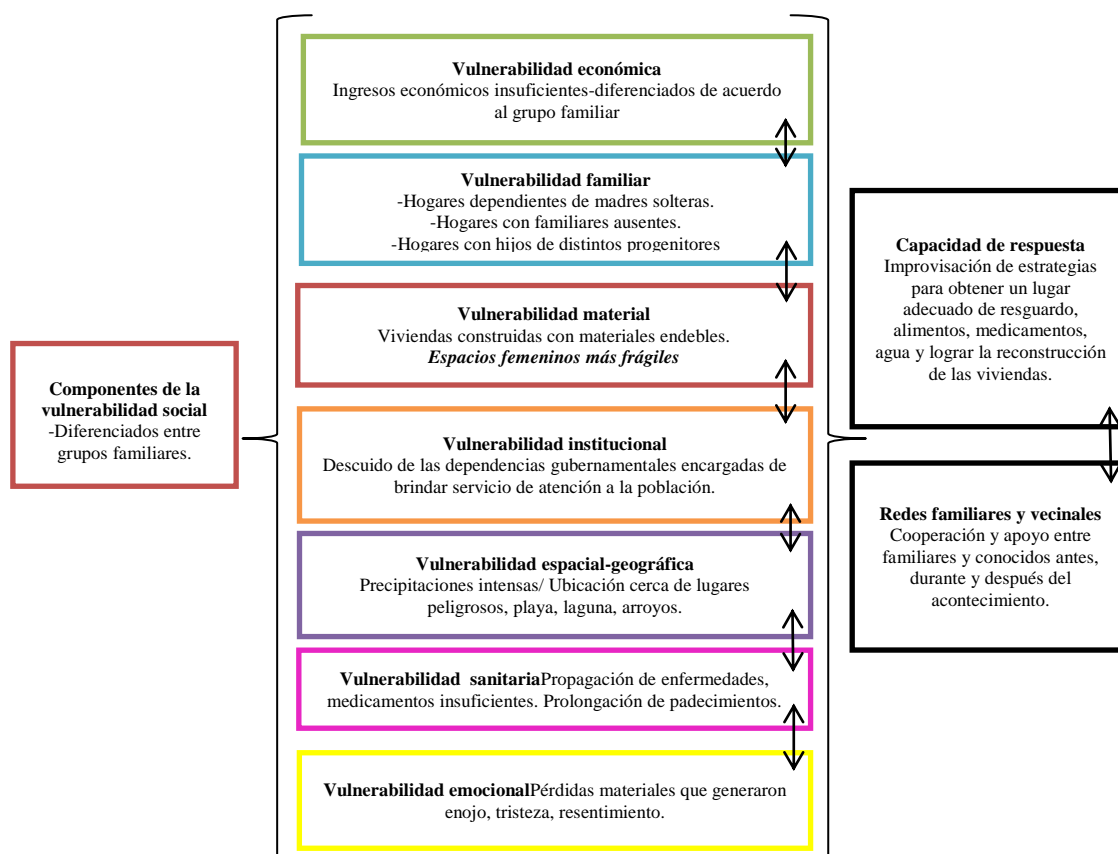 Componentes de la
vulnerabilidad social
-Diferenciados entre
grupos familiares.
Vulnerabilidad económica
Ingresos económicos insuficientes-diferenciados de acuerdo
al grupo familiar
Vulnerabilidad familiar
-Hogares dependientes de madres solteras.
-Hogares con familiares ausentes.
-Hogares con hijos de distintos progenitores
Vulnerabilidad material
Viviendas construidas con materiales endebles.
Espacios femeninos más frágiles
Vulnerabilidad institucional
Descuido de las dependencias gubernamentales encargadas de
brindar servicio de atención a la población.
Vulnerabilidad espacial-geográfica
Precipitaciones intensas/ Ubicación cerca de lugares
peligrosos, playa, laguna, arroyos.
Vulnerabilidad sanitariaPropagación de enfermedades,
medicamentos insuficientes. Prolongación de padecimientos.
Vulnerabilidad emocionalPérdidas materiales que generaron
enojo, tristeza, resentimiento.
Capacidad de respuesta
Improvisación de estrategias
para obtener un lugar
adecuado de resguardo,
alimentos, medicamentos,
agua y lograr la reconstrucción
de las viviendas.
Redes familiares y vecinales
Cooperación y apoyo entre
familiares y conocidos antes,
durante y después del
acontecimiento.